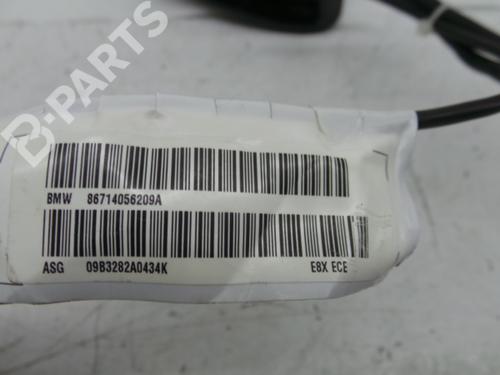 B-PARTS
BMW 86714056209A
ASG 09B3282A0434K E8X ECE